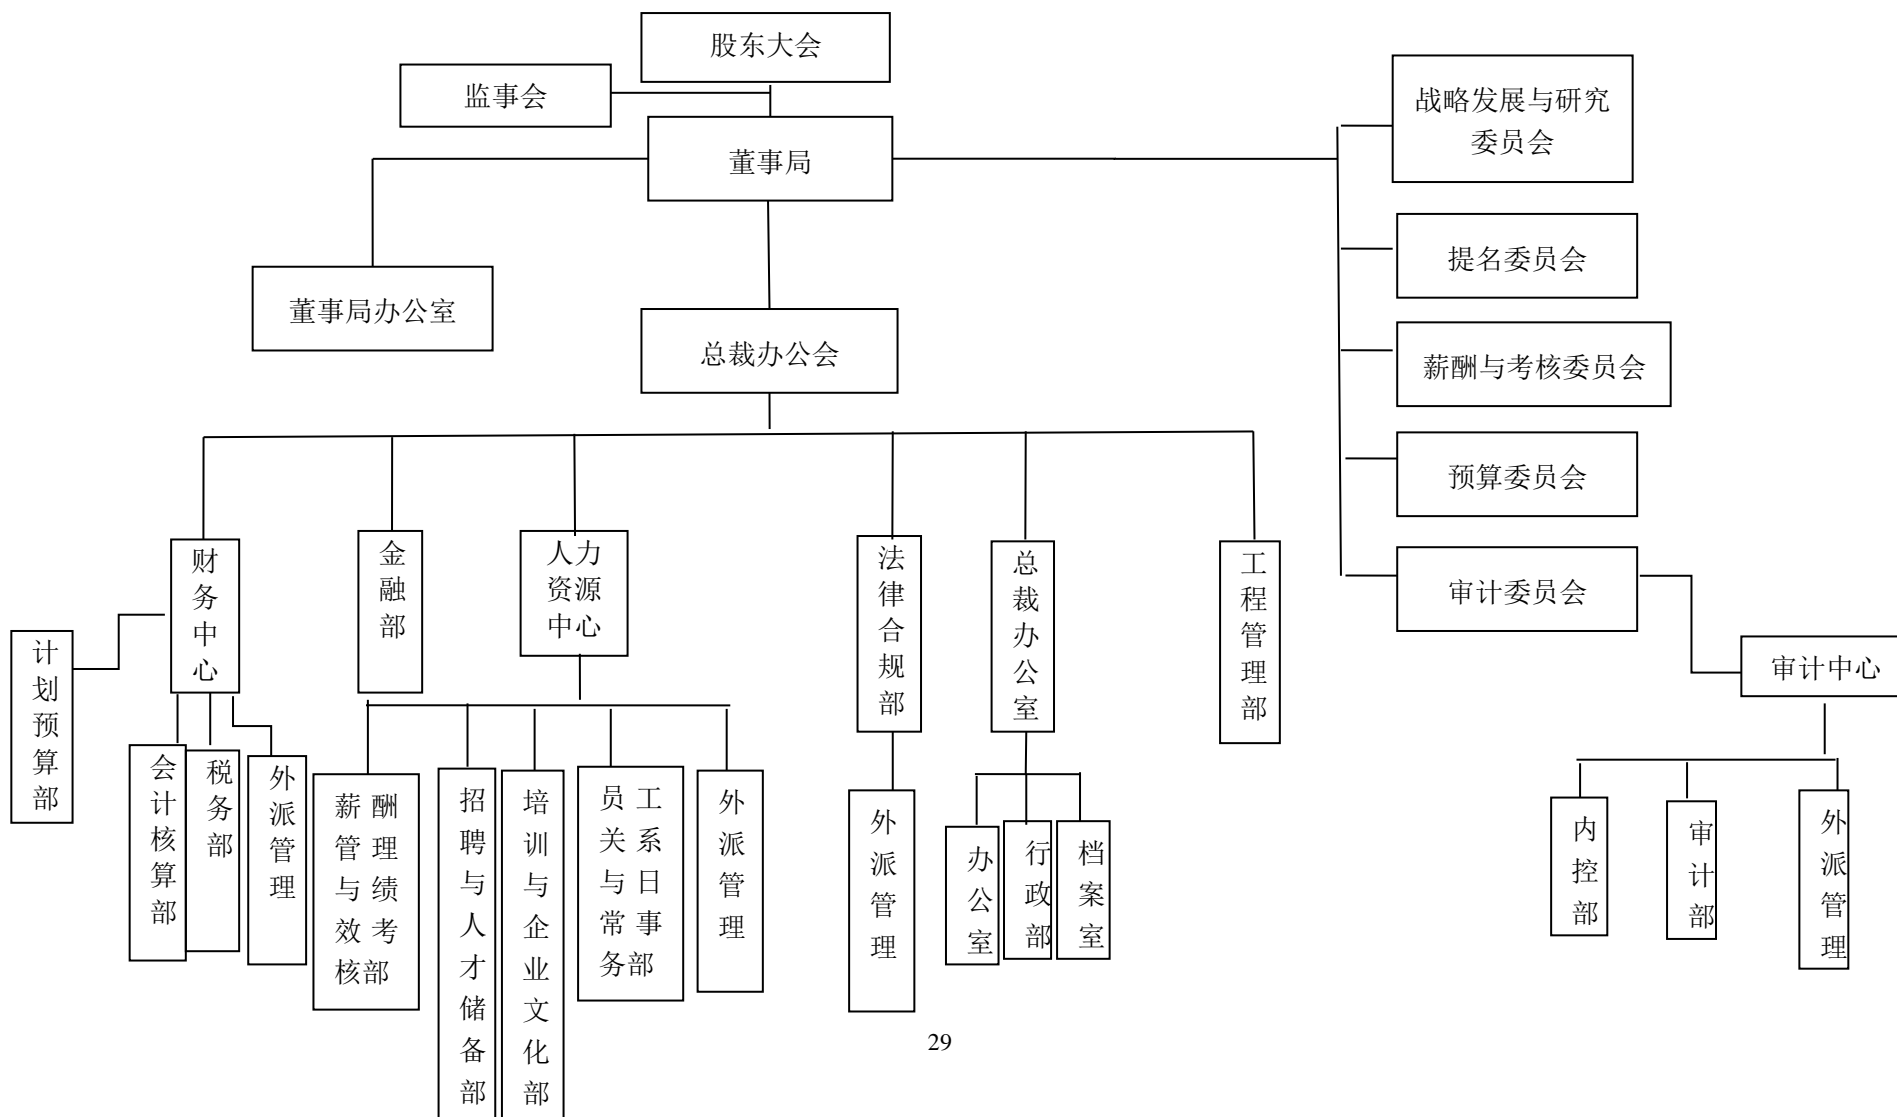 股东大会
监事会
董事局
董事局办公室
总裁办公会
战略发展与研究
委员会
提名委员会
薪酬与考核委员会
预算委员会
审计委员会
审计中心
财务中心
金融部
人力
资源
中心
法律合规部
总裁办公室
工程管理部
计划预算部
会计核算部
税务部
外派管理
薪酬
管理
与绩
效考
核部
招聘与人才储备部
培训与企业文化部
员工
关系
与日
常事
务部
外派管理
外派管理
办公室
行政部
档案室
内控部
审计部
外派管理
29